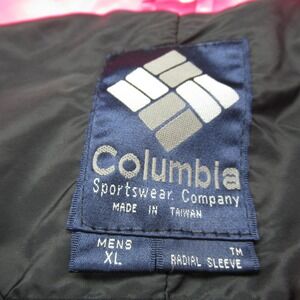 Columbia
Sportswear Company
MADE IN TAIWAN
MENS
XL
TM
RADIAL SLEEVE